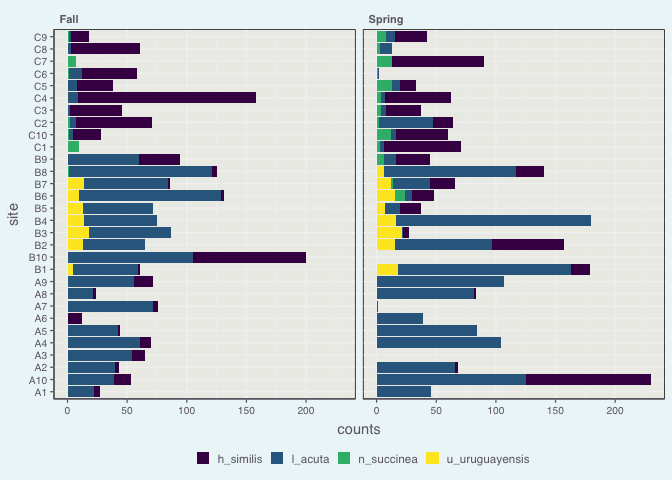 Fall Spring
site
C9
C8
C7
C6
C5
C4
C3
C2
C10
C1
B9
B8
B7
B6
B5
B4
B3
B2
B10
B1
A9
A8
A7
A6
A5
A4
A3
A2
A10
A1
0 50 100 150 200 0 50 100 150 200
counts
h_similis l_acuta n_succinea u_uruguayensis